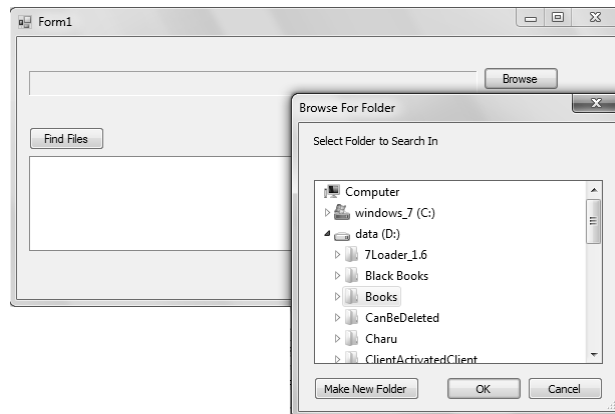 Form1
Browse
Browse For Folder
Find Files
Select Folder to Search In
Computer
windows_7 (C:)
data (D:)
7Loader_1.6
Black Books
Books
CanBeDeleted
Charu
ClientActivatedClient
Make New Folder
OK
Cancel